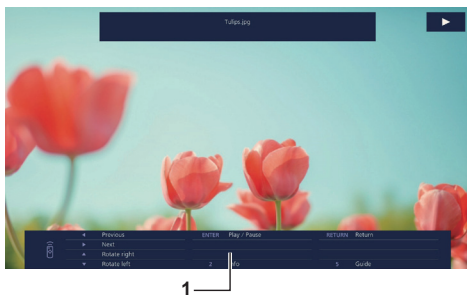 Tulips.jpg
Previous ENTER Play / Pause RETURN Return
Next
Rotate right
Rotate left 2 Info 5 Guide
1